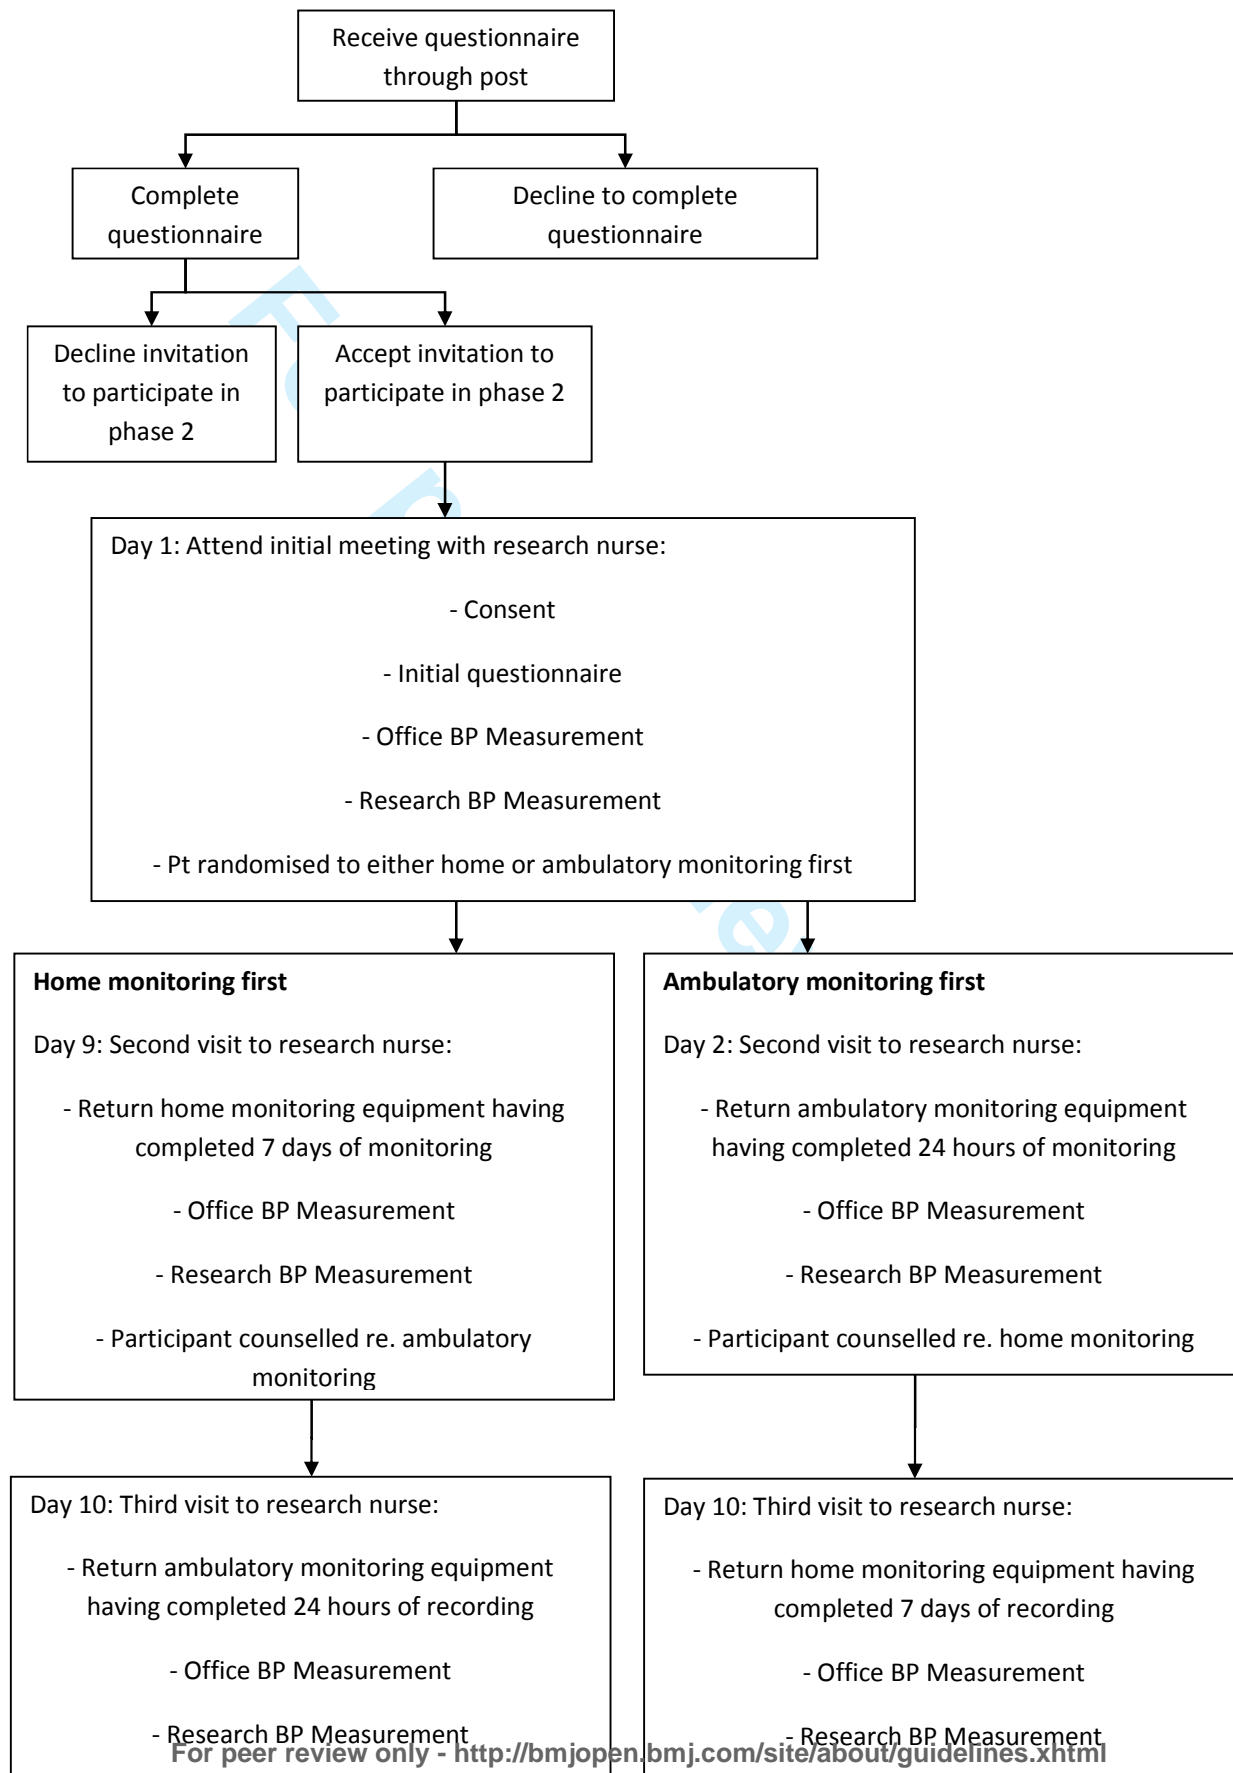 Receive questionnaire
through post
Complete
questionnaire
Decline to complete
questionnaire
Decline invitation
to participate in
phase 2
Accept invitation to
participate in phase 2
Day 1: Attend initial meeting with research nurse:
- Consent
- Initial questionnaire
- Office BP Measurement
- Research BP Measurement
- Pt randomised to either home or ambulatory monitoring first
Home monitoring first
Day 9: Second visit to research nurse:
- Return home monitoring equipment having
completed 7 days of monitoring
- Office BP Measurement
- Research BP Measurement
- Participant counselled re. ambulatory
monitoring
Ambulatory monitoring first
Day 2: Second visit to research nurse:
- Return ambulatory monitoring equipment
having completed 24 hours of monitoring
- Office BP Measurement
- Research BP Measurement
- Participant counselled re. home monitoring
Day 10: Third visit to research nurse:
- Return ambulatory monitoring equipment
having completed 24 hours of recording
- Office BP Measurement
- Research BP Measurement
Day 10: Third visit to research nurse:
- Return home monitoring equipment having
completed 7 days of recording
- Office BP Measurement
- Research BP Measurement
For peer review only - http://bmjopen.bmj.com/site/about/guidelines.xhtml